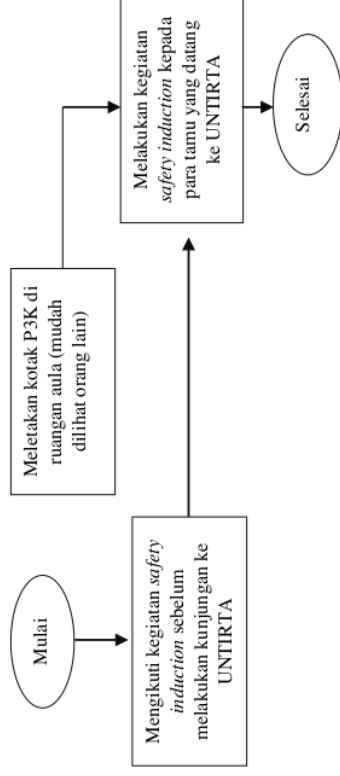 Mulai
Mengikuti kegiatan safety
induction sebelum
melakukan kunjungan ke
UNTIRTA
Meletakan kotak P3K di
ruangan aula (mudah
dilihat orang lain)
Melakukan kegiatan
safety induction kepada
para tamu yang datang
ke UNTIRTA
Selesai